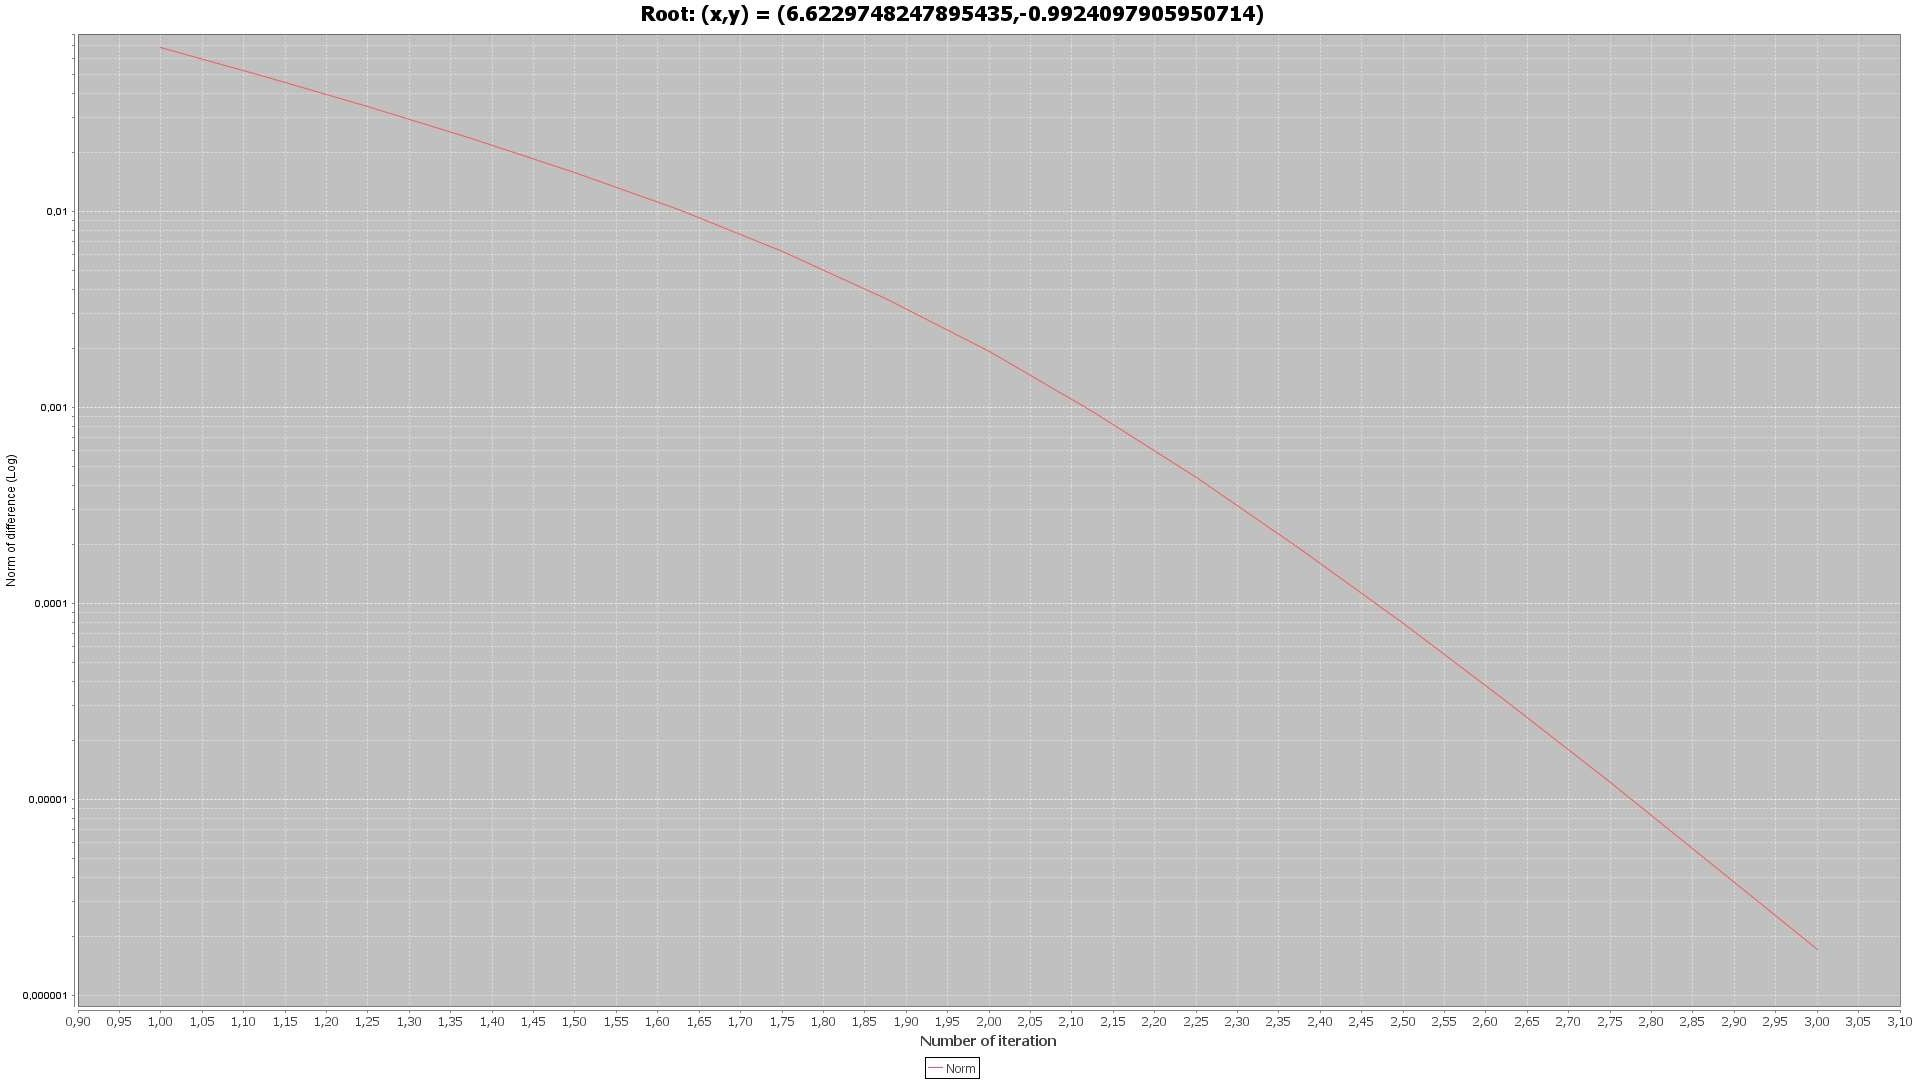 Root: (x,y) = (6.6229748247895435,-0.9924097905950714)
Norm of difference (Log)
0,01
0,001
0,0001
0,00001
0,000001
0,90 0,95 1,00 1,05 1,10 1,15 1,20 1,25 1,30 1,35 1,40 1,45 1,50 1,55 1,60 1,65 1,70 1,75 1,80 1,85 1,90 1,95 2,00 2,05 2,10 2,15 2,20 2,25 2,30 2,35 2,40 2,45 2,50 2,55 2,60 2,65 2,70 2,75 2,80 2,85 2,90 2,95 3,00 3,05 3,10
Number of iteration
Norm